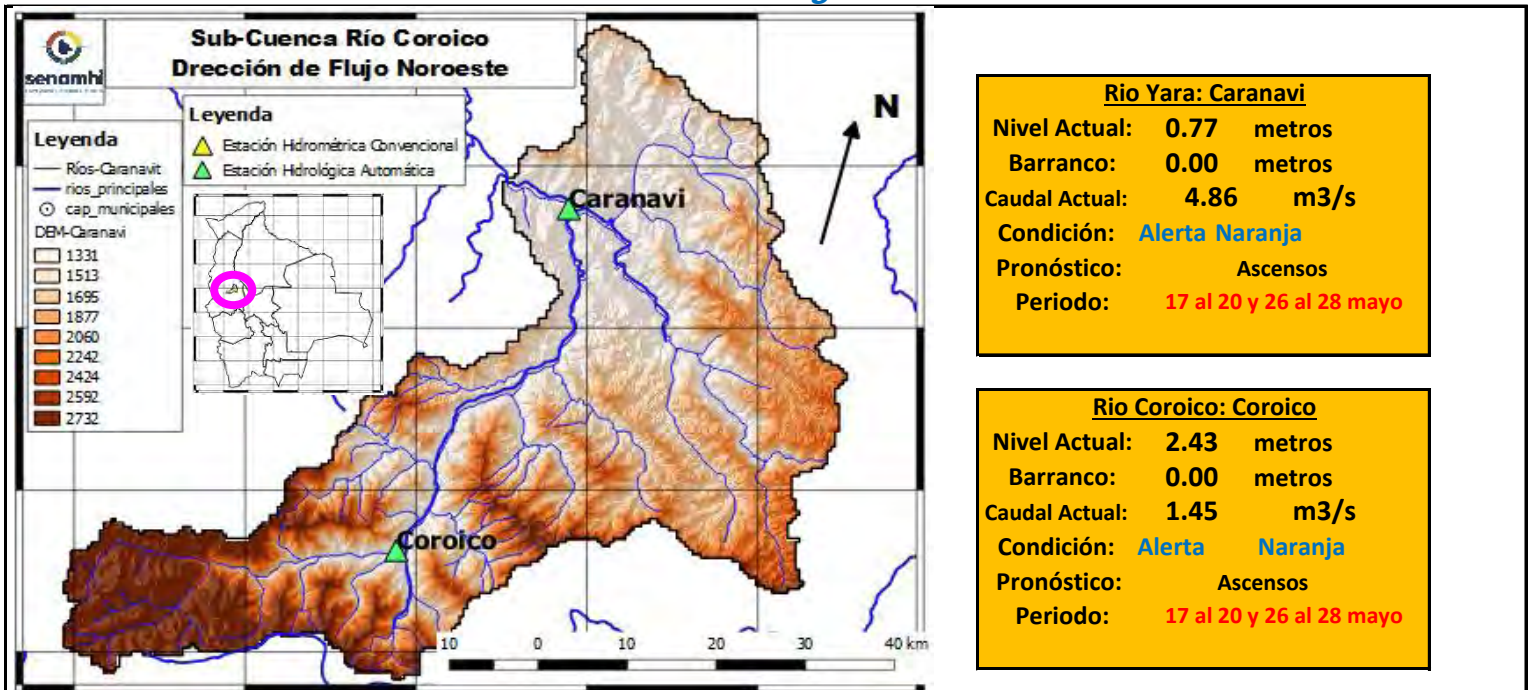 Sub-Cuenca Río Coroico
Drección de Flujo Noroeste
senamhi
Leyenda
Estación Hidrométrica Convencional
Estación Hidrológica Automática
Leyenda
Ríos-Caranavit
rios_principales
cap_municipales
DEM-Caranavi
1331
1513
1695
1877
2060
2242
2424
2592
2732
N
Caranavi
Coroico
10 0 10 20 30 40 km
Rio Yara: Caranavi
Nivel Actual: 0.77 metros
Barranco: 0.00 metros
Caudal Actual: 4.86 m3/s
Condición: Alerta Naranja
Pronóstico: Ascensos
Periodo: 17 al 20 y 26 al 28 mayo
Rio Coroico: Coroico
Nivel Actual: 2.43 metros
Barranco: 0.00 metros
Caudal Actual: 1.45 m3/s
Condición: Alerta Naranja
Pronóstico: Ascensos
Periodo: 17 al 20 y 26 al 28 mayo